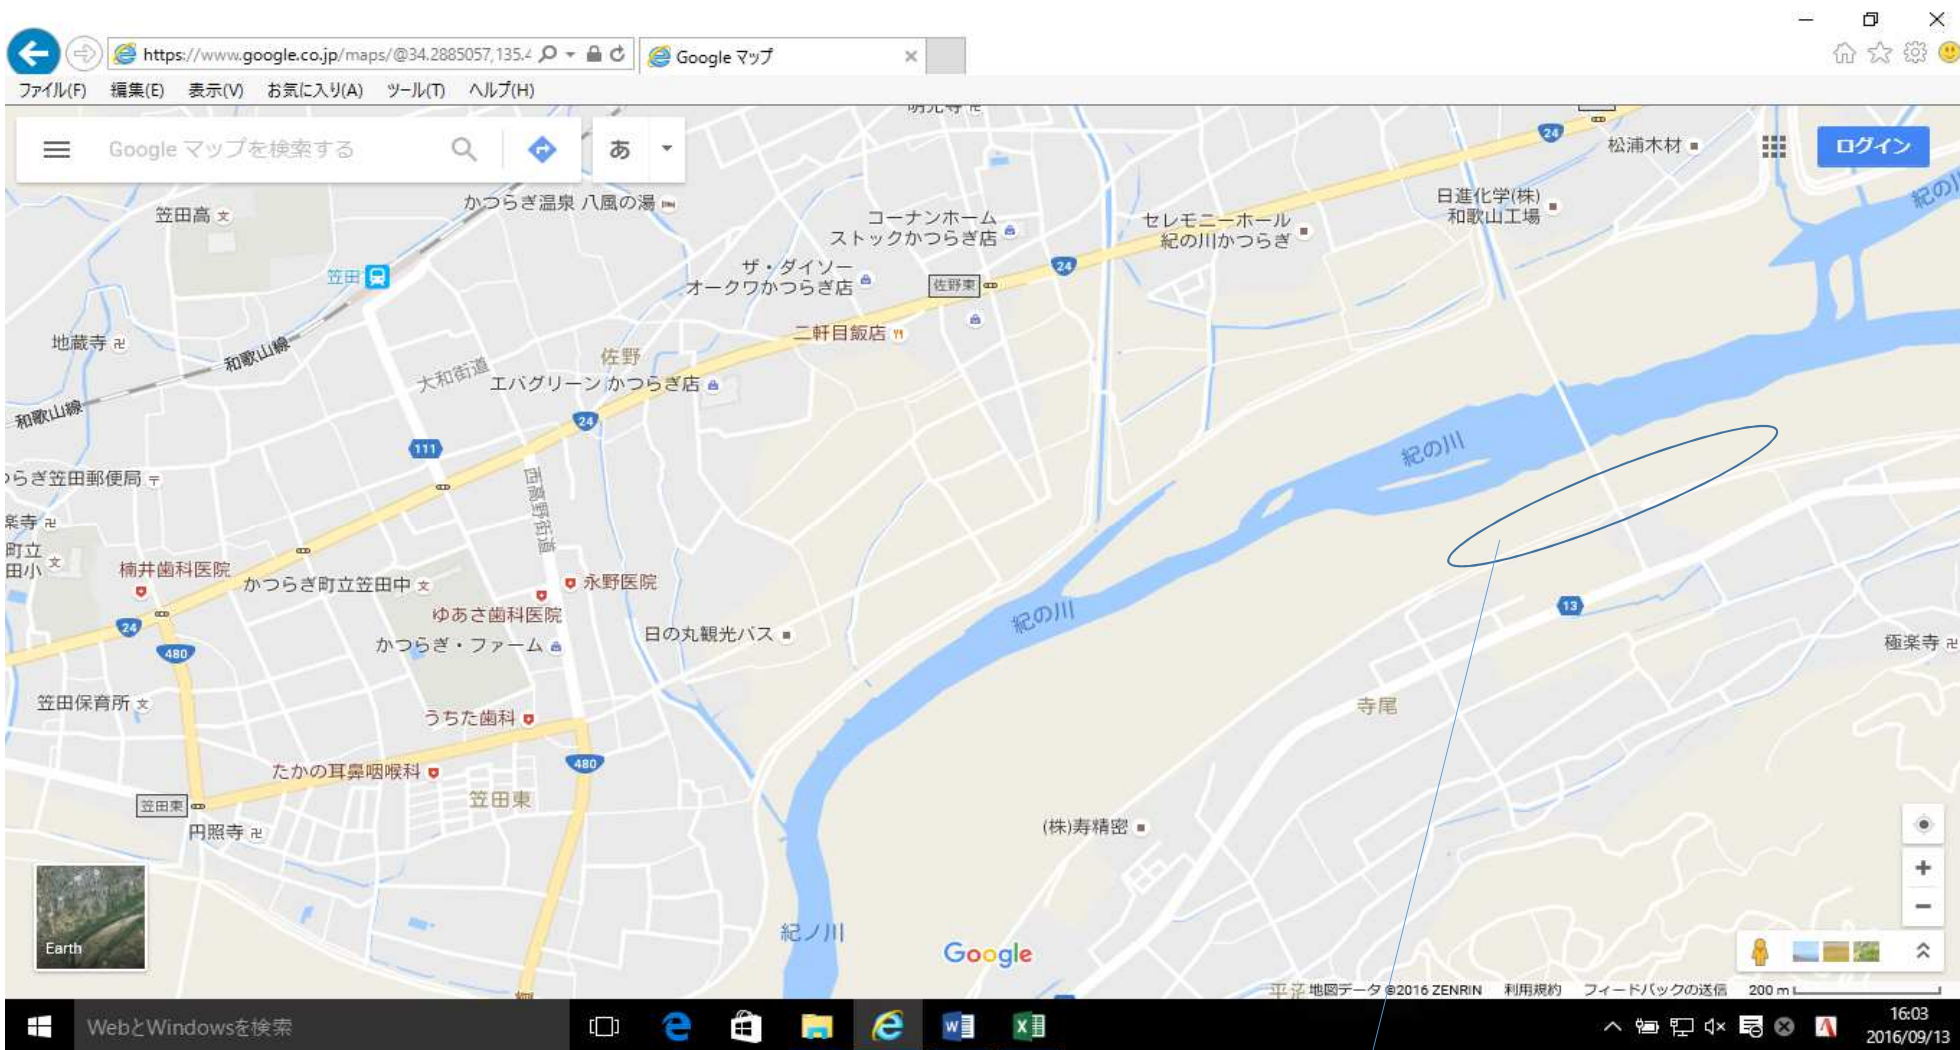 https://www.google.co.jp/maps/@34.2885057,135.4
Google マップ
ファイル(F) 編集(E) 表示(V) お気に入り(A) ツール(T) ヘルプ(H)
Google マップを検索する
あ
24
松浦木材
ログイン
紀の川
笠田高
かつらぎ温泉 八風の湯
コーナンホーム
ストックかつらぎ店
セレモニーホール
紀の川かつらぎ
日進化学(株)
和歌山工場
笠田
ザ・ダイソー
オークワかつらぎ店
佐野東
24
地蔵寺
和歌山線
二軒目飯店
佐野
大和街道
エバグリーン かつらぎ店
和歌山線
24
111
紀の川
らぎ笠田郵便局
西高野街道
楽寺
町立
田小
楠井歯科医院
かつらぎ町立笠田中
永野医院
ゆあさ歯科医院
紀の川
13
24
480
かつらぎ・ファーム
日の丸観光バス
極楽寺
笠田保育所
うちた歯科
寺尾
480
たかの耳鼻咽喉科
笠田東
笠田東
円照寺
(株)寿精密
Earth
紀ノ川
Google
地図データ ©2016 ZENRIN 利用規約 フィードバックの送信 200 m
WebとWindowsを検索
16:03
2016/09/13